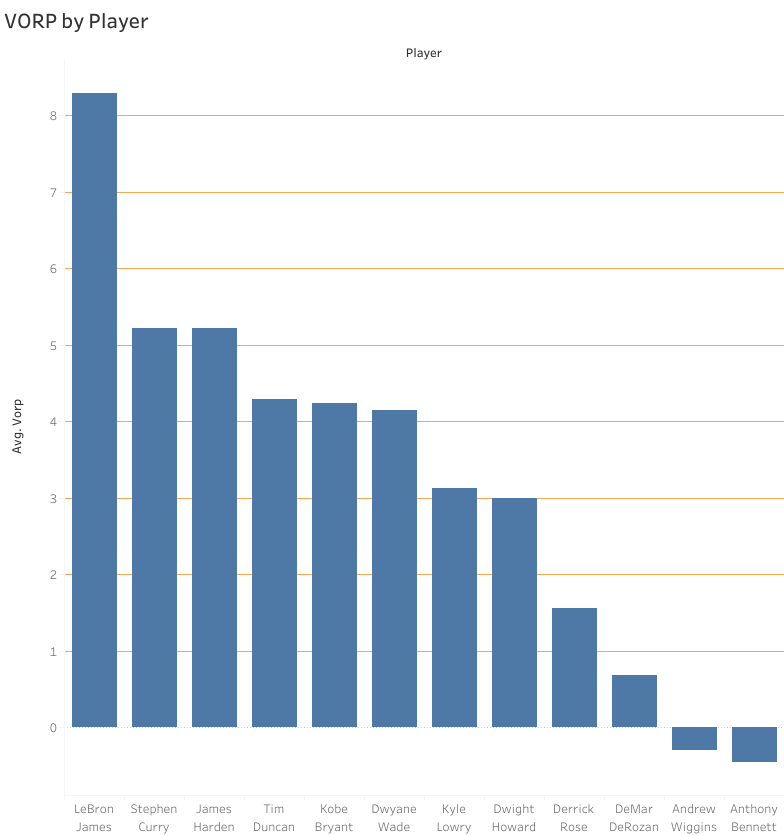 VORP by Player
Player
8
7
6
5
4
3
2
1
0
Avg. Vorp
LeBron James
Stephen Curry
James Harden
Tim Duncan
Kobe Bryant
Dwyane Wade
Kyle Lowry
Dwight Howard
Derrick Rose
DeMar DeRozan
Andrew Wiggins
Anthony Bennett